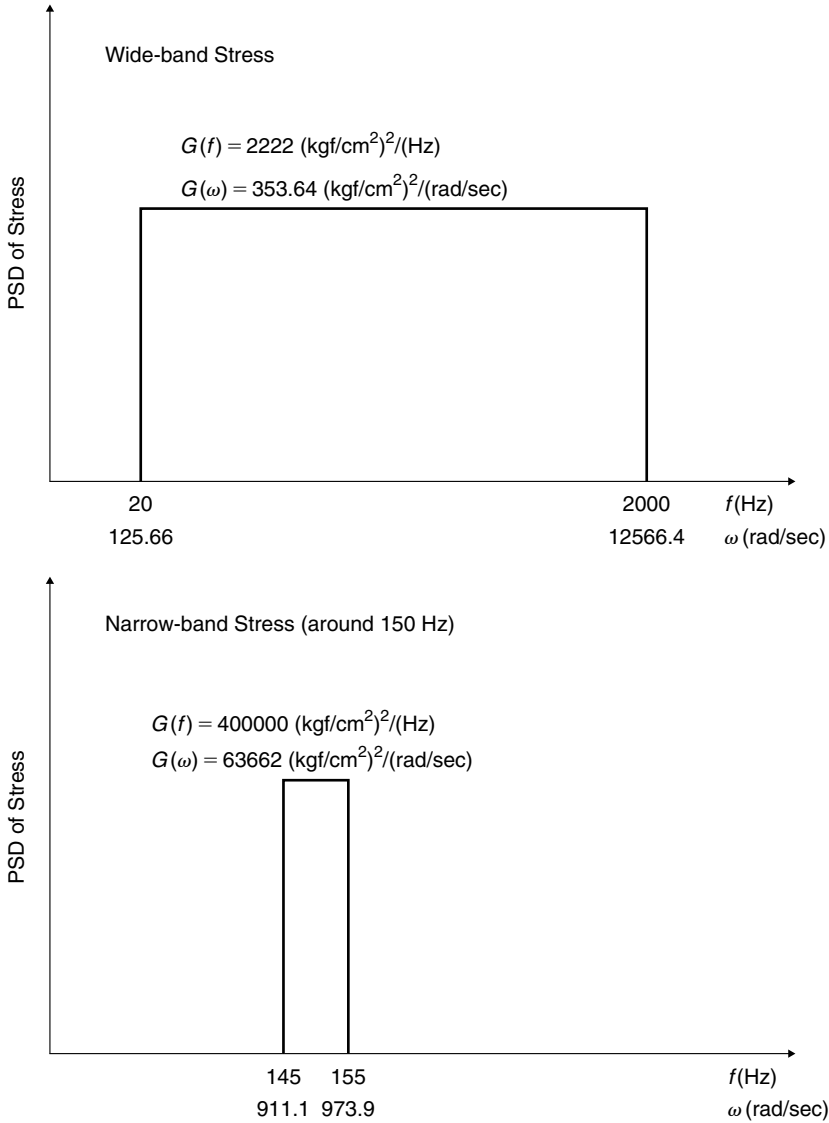 Wide-band Stress
G(f) = 2222 (kgf/cm²)²/(Hz)
G(ω) = 353.64 (kgf/cm²)²/(rad/sec)
PSD of Stress
20 2000 f(Hz)
125.66 12566.4 ω(rad/sec)
Narrow-band Stress (around 150 Hz)
G(f) = 400000 (kgf/cm²)²/(Hz)
G(ω) = 63662 (kgf/cm²)²/(rad/sec)
PSD of Stress
145 155 f(Hz)
911.1 973.9 ω(rad/sec)